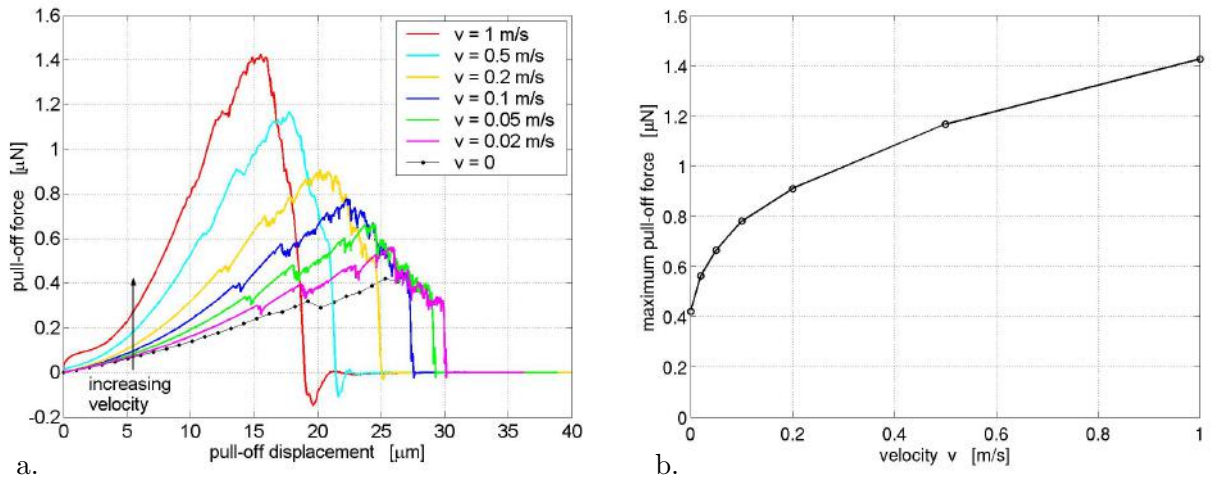 1.6
1.4
1.2
1
0.8
0.6
0.4
0.2
0
-0.2
pull-off force [μN]
v = 1 m/s
v = 0.5 m/s
v = 0.2 m/s
v = 0.1 m/s
v = 0.05 m/s
v = 0.02 m/s
v = 0
increasing
velocity
0 5 10 15 20 25 30 35 40
pull-off displacement [μm]
a.
1.6
1.4
1.2
1
0.8
0.6
0.4
0.2
0
maximum pull-off force [μN]
0 0.2 0.4 0.6 0.8 1
velocity v [m/s]
b.